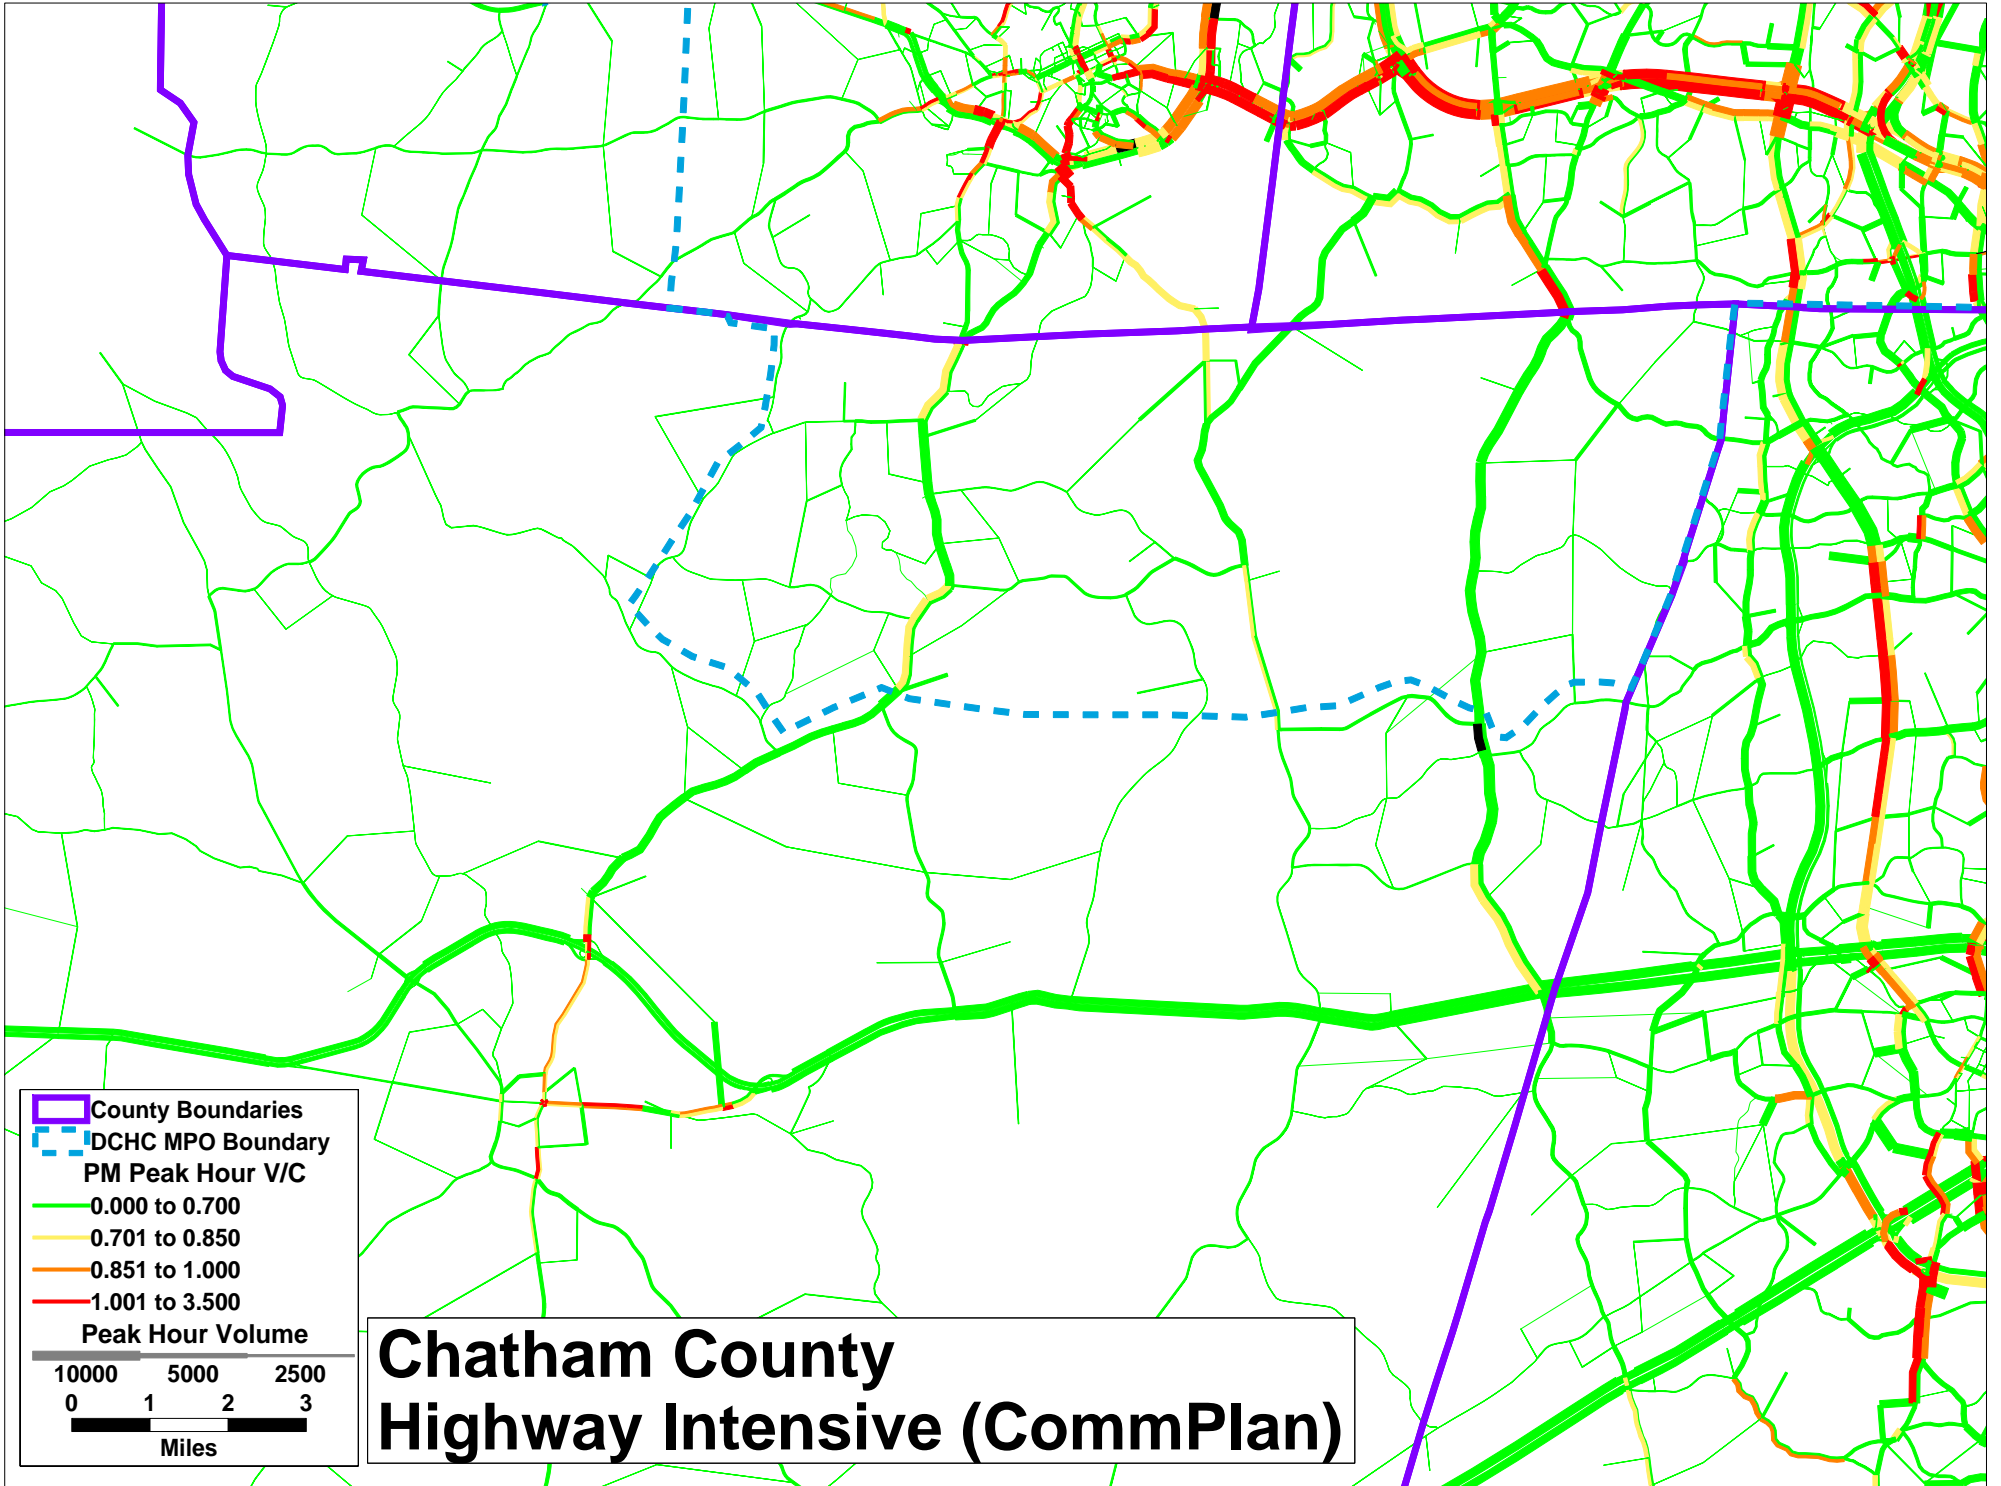 County Boundaries
DCHC MPO Boundary
PM Peak Hour V/C
0.000 to 0.700
0.701 to 0.850
0.851 to 1.000
1.001 to 3.500
Peak Hour Volume
10000 5000 2500
0 1 2 3
Miles
Chatham County
Highway Intensive (CommPlan)